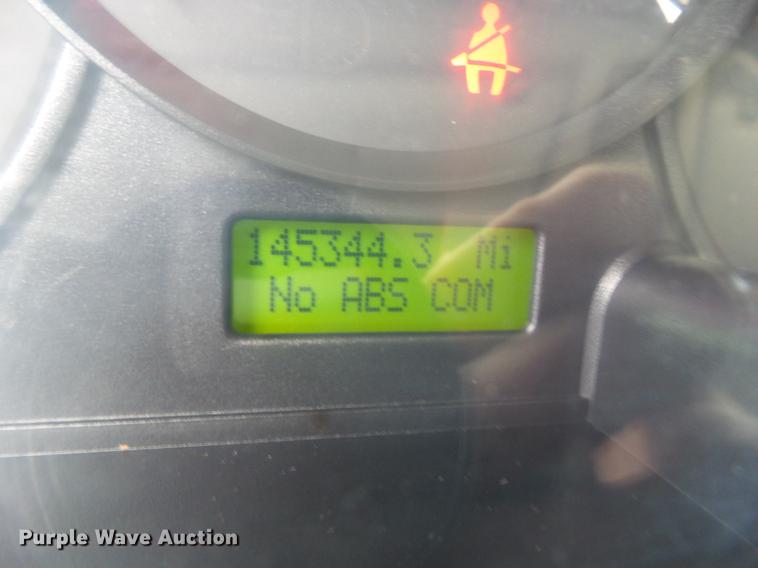 145344.3 Mi
No ABS COM
Purple Wave Auction